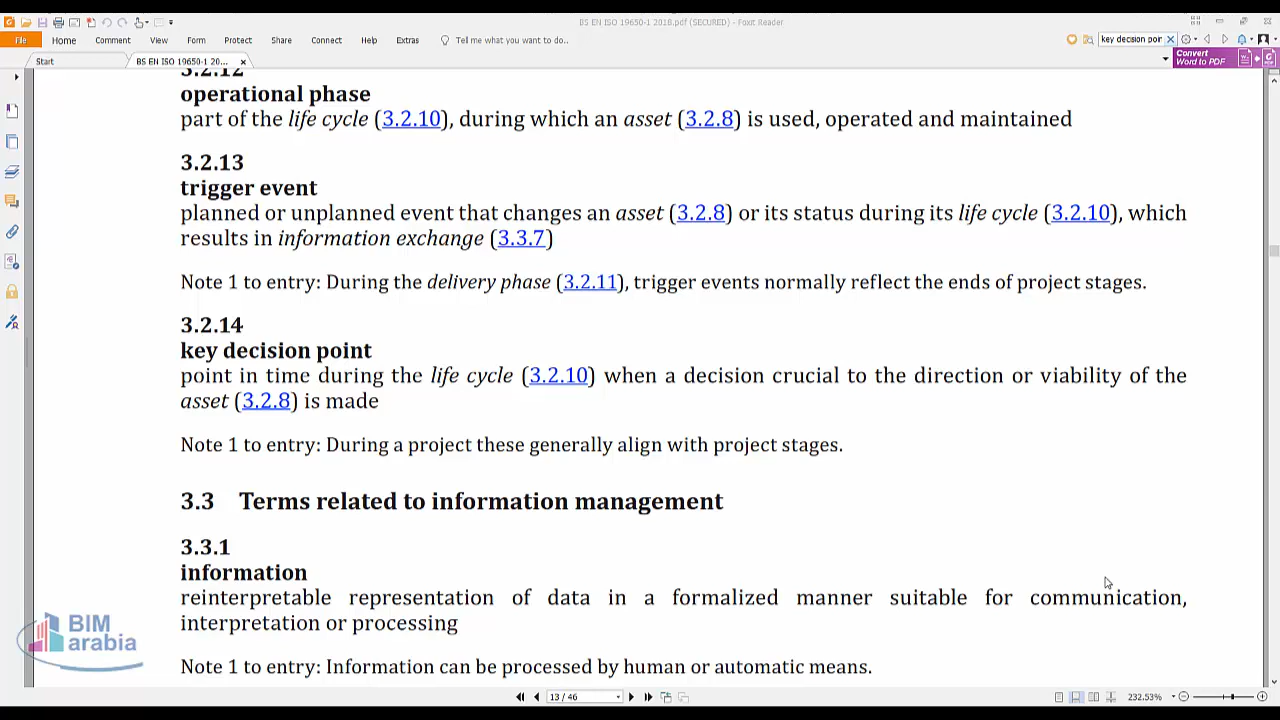 BS EN ISO 19650-1 2018.pdf (SECURED) - Foxit Reader
File Home Comment View Form Protect Share Connect Help Extras Tell me what you want to do..
key decision poin
Start BS EN ISO 19650-1 20...
Convert
Word to PDF
3.2.12
operational phase
part of the life cycle (3.2.10), during which an asset (3.2.8) is used, operated and maintained
3.2.13
trigger event
planned or unplanned event that changes an asset (3.2.8) or its status during its life cycle (3.2.10), which
results in information exchange (3.3.7)
Note 1 to entry: During the delivery phase (3.2.11), trigger events normally reflect the ends of project stages.
3.2.14
key decision point
point in time during the life cycle (3.2.10) when a decision crucial to the direction or viability of the
asset (3.2.8) is made
Note 1 to entry: During a project these generally align with project stages.
3.3 Terms related to information management
3.3.1
information
reinterpretable representation of data in a formalized manner suitable for communication,
interpretation or processing
Note 1 to entry: Information can be processed by human or automatic means.
BIM
arabia
13 / 46
232.53%